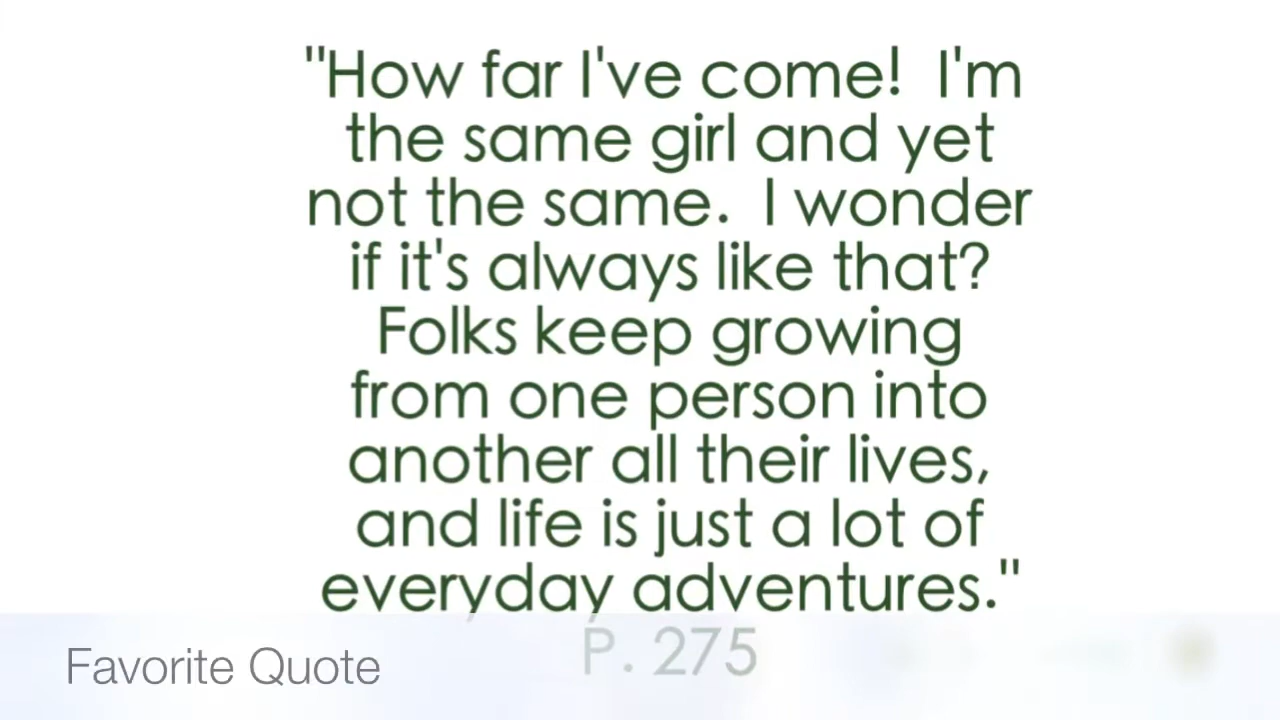 "How far I've come!  I'm
the same girl and yet
not the same.  I wonder
if it's always like that?
Folks keep growing
from one person into
another all their lives,
and life is just a lot of
everyday adventures."
P. 275
Favorite Quote